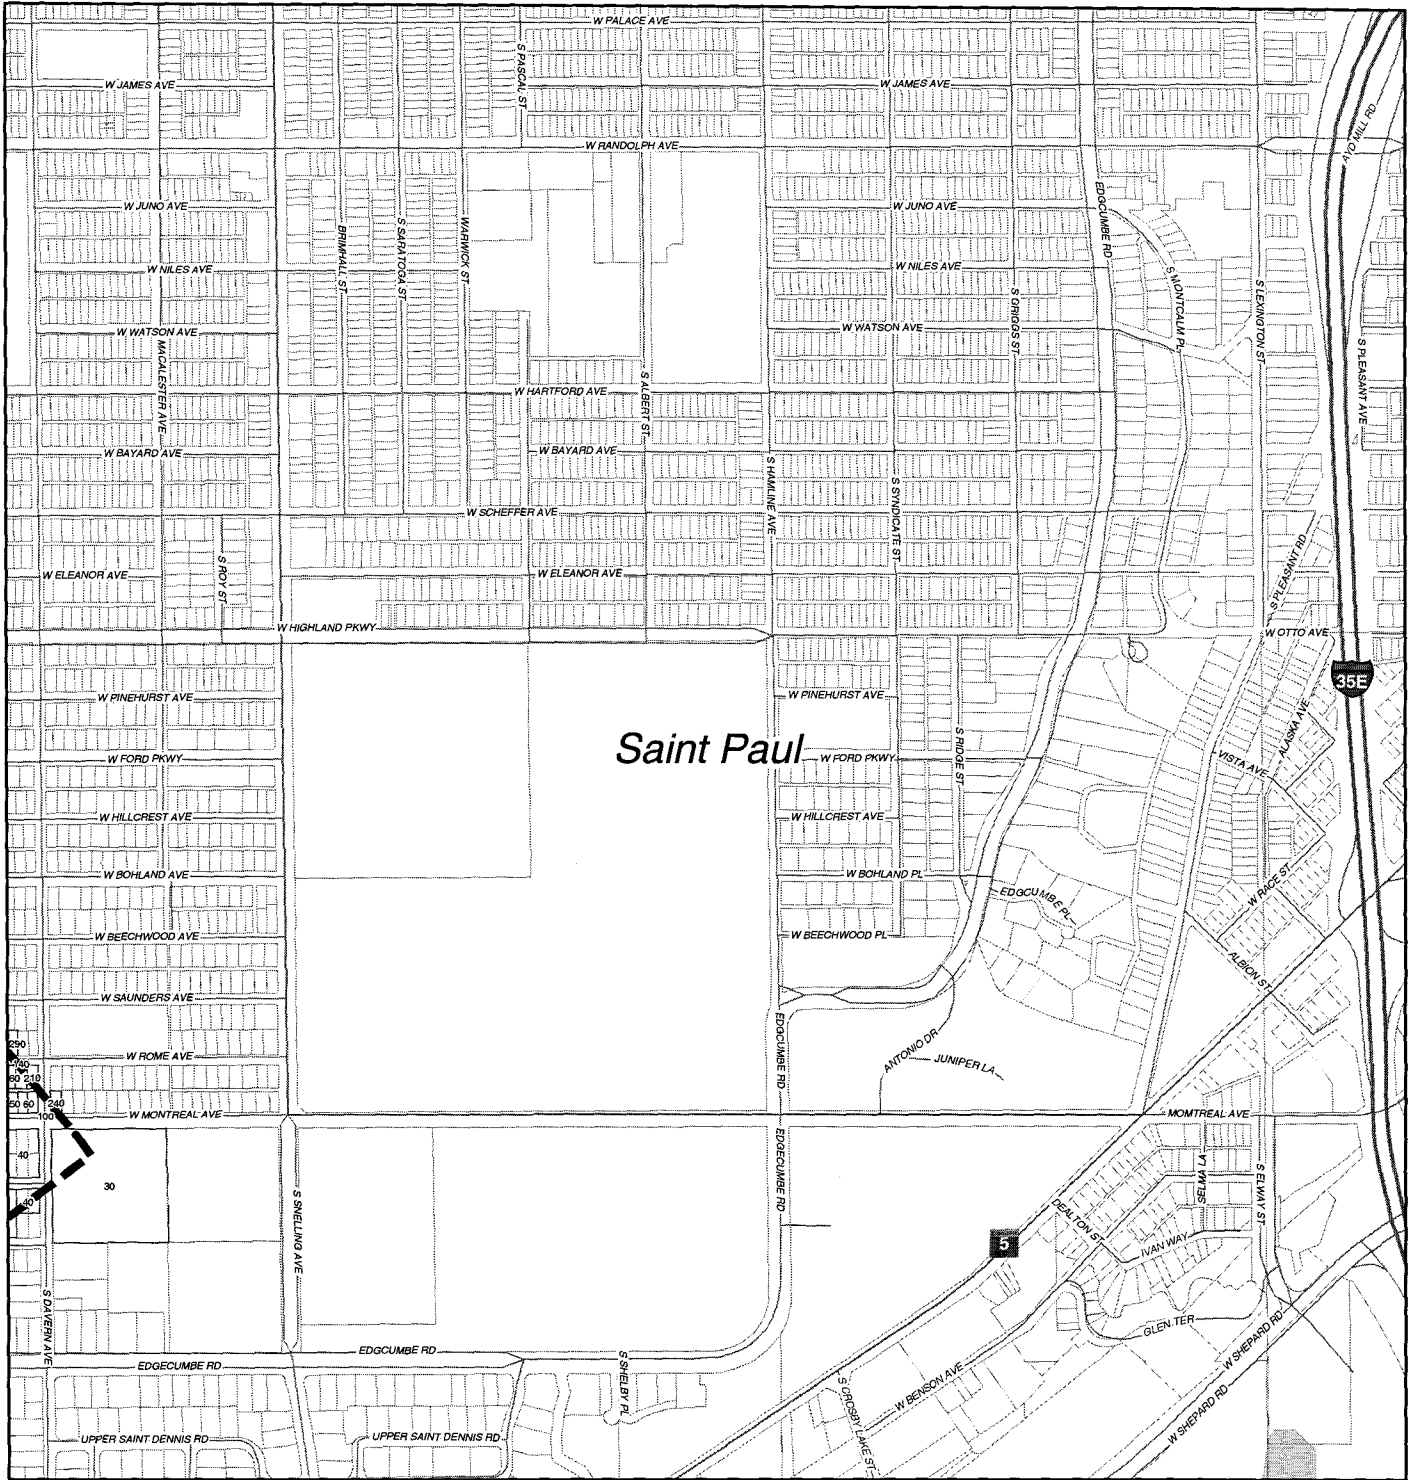 W PALACE AVE
S PASCAL ST
W JAMES AVE
W JAMES AVE
AYD MILL RD
W RANDOLPH AVE
W JUNO AVE
W JUNO AVE
EDGCUMBE RD
BRIMHALL ST
S SARATOGA ST
WARWICK ST
W NILES AVE
W NILES AVE
S MONTCALM PL
S GRIGGS ST
S LEXINGTON ST
W WATSON AVE
W WATSON AVE
MACALESTER AVE
S PLEASANT AVE
W HARTFORD AVE
S ALBERT ST
W BAYARD AVE
W BAYARD AVE
S HAMLINE AVE
S SYNDICATE ST
W SCHEFFER AVE
S ROY ST
W ELEANOR AVE
W ELEANOR AVE
S PLEASANT RD
W HIGHLAND PKWY
W OTTO AVE
35E
W PINEHURST AVE
W PINEHURST AVE
S RIDGE ST
ALASKA AVE
Saint Paul
W FORD PKWY
W FORD PKWY
VISTA AVE
W HILLCREST AVE
W HILLCREST AVE
W BOHLAND AVE
W BOHLAND PL
EDGCUMBE PL
W RACE ST
W BEECHWOOD AVE
W BEECHWOOD PL
ALBION ST
W SAUNDERS AVE
EDGCUMBE RD
ANTONIO DR
JUNIPER LA
290
W ROME AVE
40
60 210
50 60
240
100
W MONTREAL AVE
MOMTREAL AVE
40
30
40
EDGECUMBE RD
SELMA LA
S ELWAY ST
S SNELLING AVE
DEALTON ST
5
IVAN WAY
S DAVERN AVE
GLEN TER
W SHEPARD RD
EDGCUMBE RD
EDGECUMBE RD
S SHELBY PL
S CROSBY LAKE ST
W BENSON AVE
W SHEPARD RD
UPPER SAINT DENNIS RD
UPPER SAINT DENNIS RD